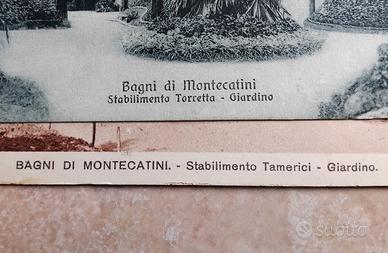 Bagni di Montecatini
Stabilimento Torretta - Giardino
BAGNI DI MONTECATINI. - Stabilimento Tamerici - Giardino.
subito